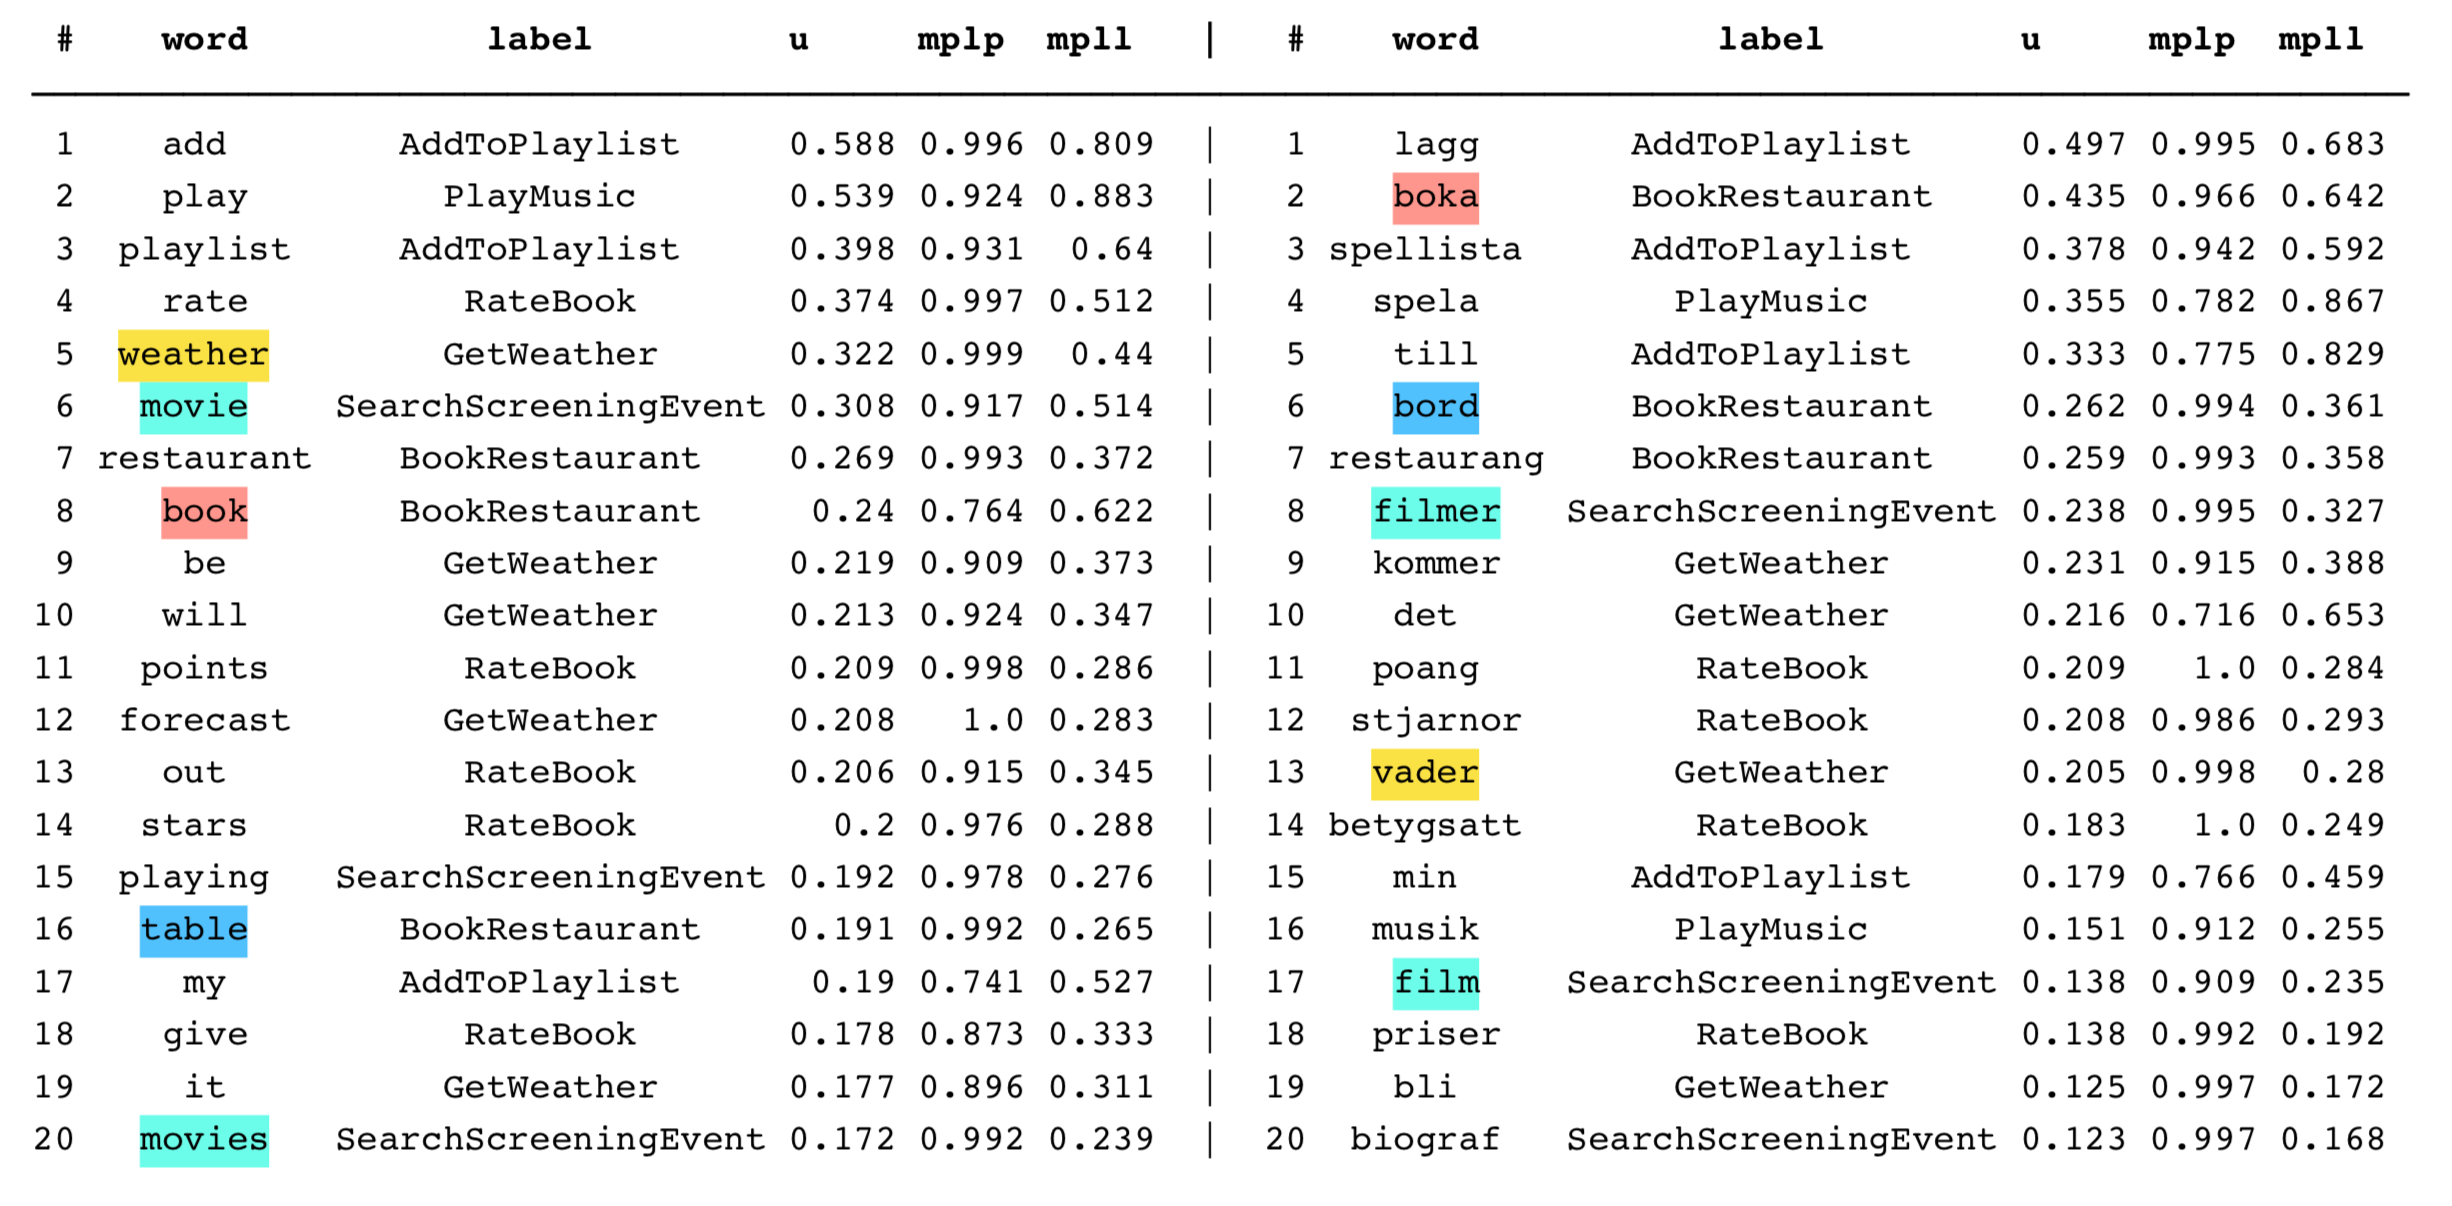 # word label u mplp mpll | # word label u mplp mpll
1 add AddToPlaylist 0.588 0.996 0.809 | 1 lagg AddToPlaylist 0.497 0.995 0.683
2 play PlayMusic 0.539 0.924 0.883 | 2 boka BookRestaurant 0.435 0.966 0.642
3 playlist AddToPlaylist 0.398 0.931 0.64 | 3 spellista AddToPlaylist 0.378 0.942 0.592
4 rate RateBook 0.374 0.997 0.512 | 4 spela PlayMusic 0.355 0.782 0.867
5 weather GetWeather 0.322 0.999 0.44 | 5 till AddToPlaylist 0.333 0.775 0.829
6 movie SearchScreeningEvent 0.308 0.917 0.514 | 6 bord BookRestaurant 0.262 0.994 0.361
7 restaurant BookRestaurant 0.269 0.993 0.372 | 7 restaurang BookRestaurant 0.259 0.993 0.358
8 book BookRestaurant 0.24 0.764 0.622 | 8 filmer SearchScreeningEvent 0.238 0.995 0.327
9 be GetWeather 0.219 0.909 0.373 | 9 kommer GetWeather 0.231 0.915 0.388
10 will GetWeather 0.213 0.924 0.347 | 10 det GetWeather 0.216 0.716 0.653
11 points RateBook 0.209 0.998 0.286 | 11 poang RateBook 0.209 1.0 0.284
12 forecast GetWeather 0.208 1.0 0.283 | 12 stjarnor RateBook 0.208 0.986 0.293
13 out RateBook 0.206 0.915 0.345 | 13 vader GetWeather 0.205 0.998 0.28
14 stars RateBook 0.2 0.976 0.288 | 14 betygsatt RateBook 0.183 1.0 0.249
15 playing SearchScreeningEvent 0.192 0.978 0.276 | 15 min AddToPlaylist 0.179 0.766 0.459
16 table BookRestaurant 0.191 0.992 0.265 | 16 musik PlayMusic 0.151 0.912 0.255
17 my AddToPlaylist 0.19 0.741 0.527 | 17 film SearchScreeningEvent 0.138 0.909 0.235
18 give RateBook 0.178 0.873 0.333 | 18 priser RateBook 0.138 0.992 0.192
19 it GetWeather 0.177 0.896 0.311 | 19 bli GetWeather 0.125 0.997 0.172
20 movies SearchScreeningEvent 0.172 0.992 0.239 | 20 biograf SearchScreeningEvent 0.123 0.997 0.168